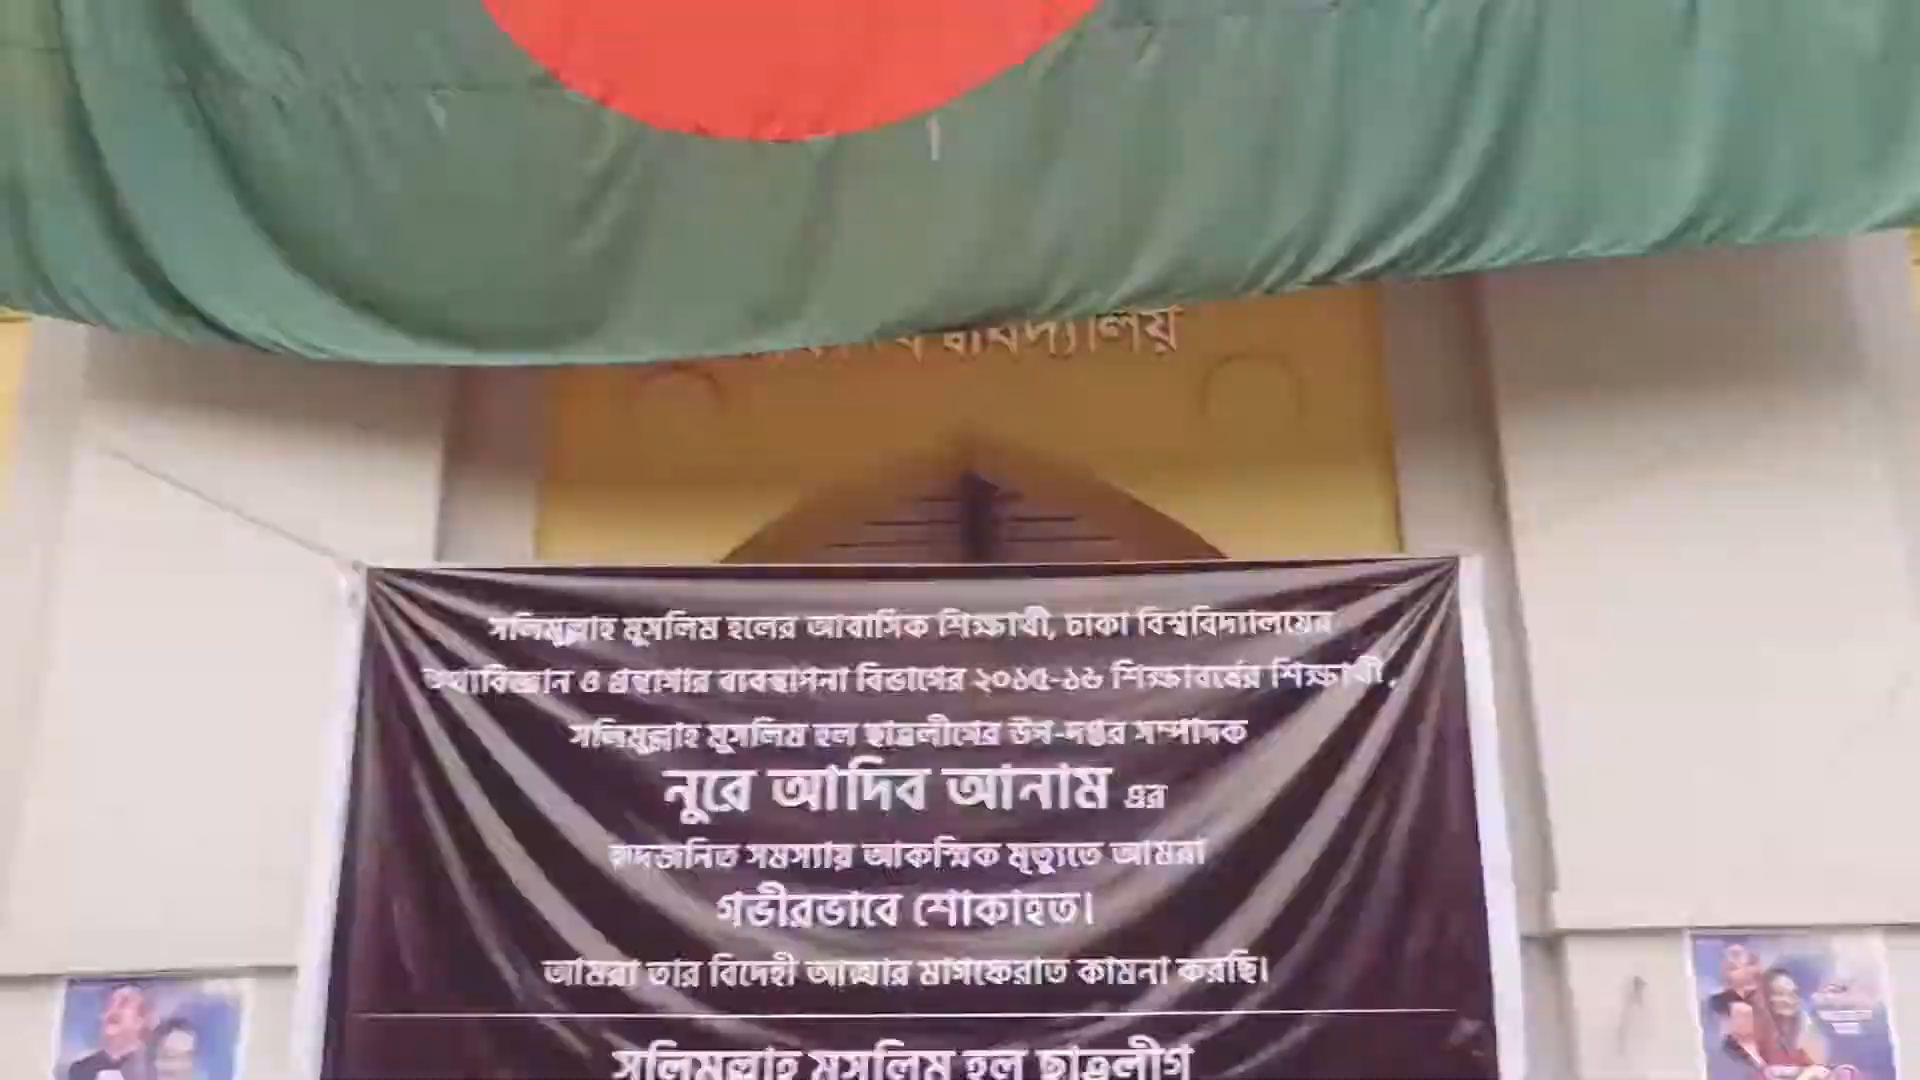 সলিমুল্লাহ মুসলিম হলের আবাসিক শিক্ষার্থী, ঢাকা বিশ্ববিদ্যালয়ের
তথ্যবিজ্ঞান ও গ্রন্থাগার ব্যবস্থাপনা বিভাগের ২০১৫-১৬ শিক্ষাবর্ষের শিক্ষার্থী,
সলিমুল্লাহ মুসলিম হল ছাত্রলীগের উপ-দপ্তর সম্পাদক
নুরে আদিব আনাম এর
হৃদজনিত সমস্যায় আকস্মিক মৃত্যুতে আমরা
গভীরভাবে শোকাহত।
আমরা তার বিদেহী আত্মার মাগফেরাত কামনা করছি।
সলিমুল্লাহ মুসলিম হল ছাত্রলীগ